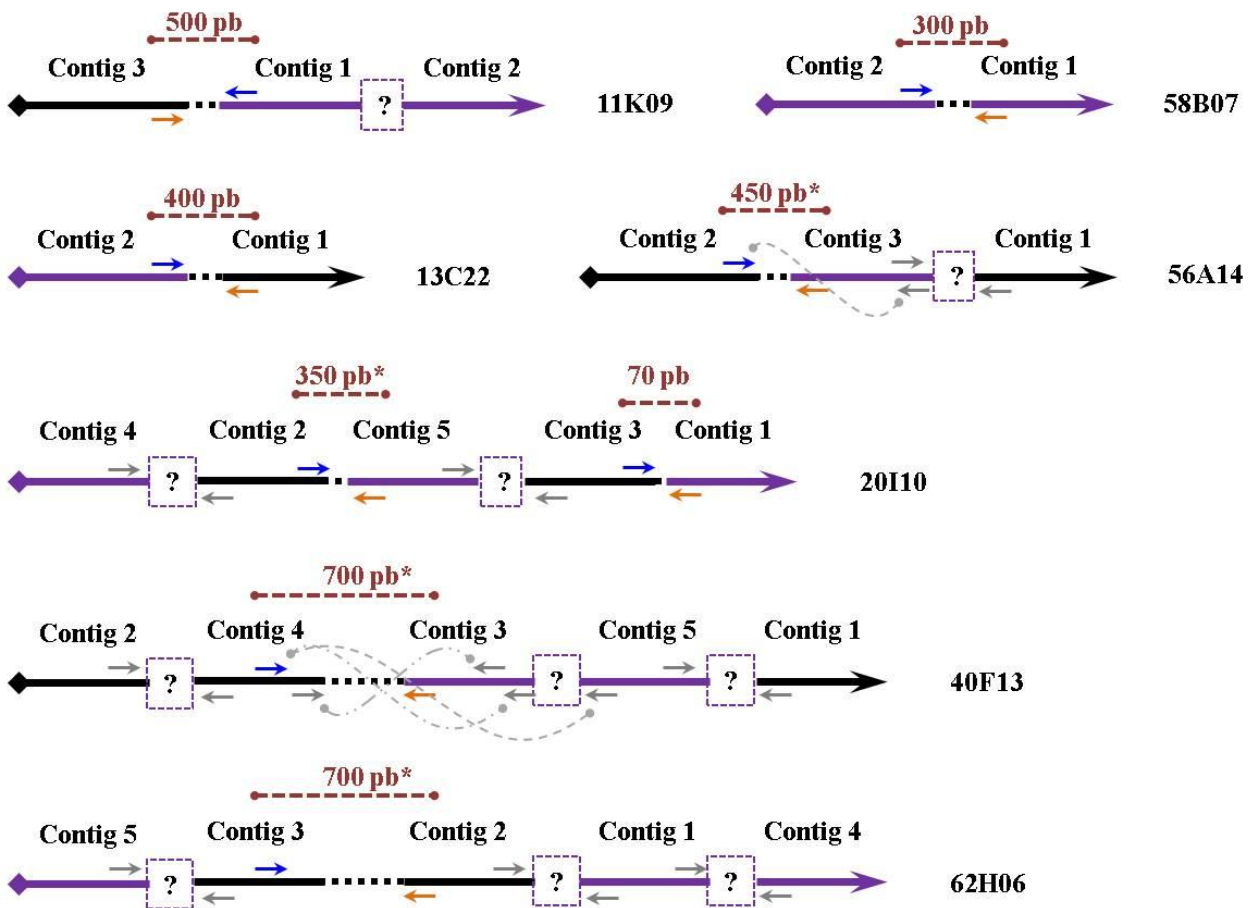 500 pb
Contig 3 Contig 1 Contig 2
? 11K09
300 pb
Contig 2 Contig 1
58B07
400 pb
Contig 2 Contig 1
13C22
450 pb*
Contig 2 Contig 3 Contig 1
? 56A14
350 pb* 70 pb
Contig 4 Contig 2 Contig 5 Contig 3 Contig 1
? ? 20I10
700 pb*
Contig 2 Contig 4 Contig 3 Contig 5 Contig 1
? ? ? 40F13
700 pb*
Contig 5 Contig 3 Contig 2 Contig 1 Contig 4
? ? ? 62H06